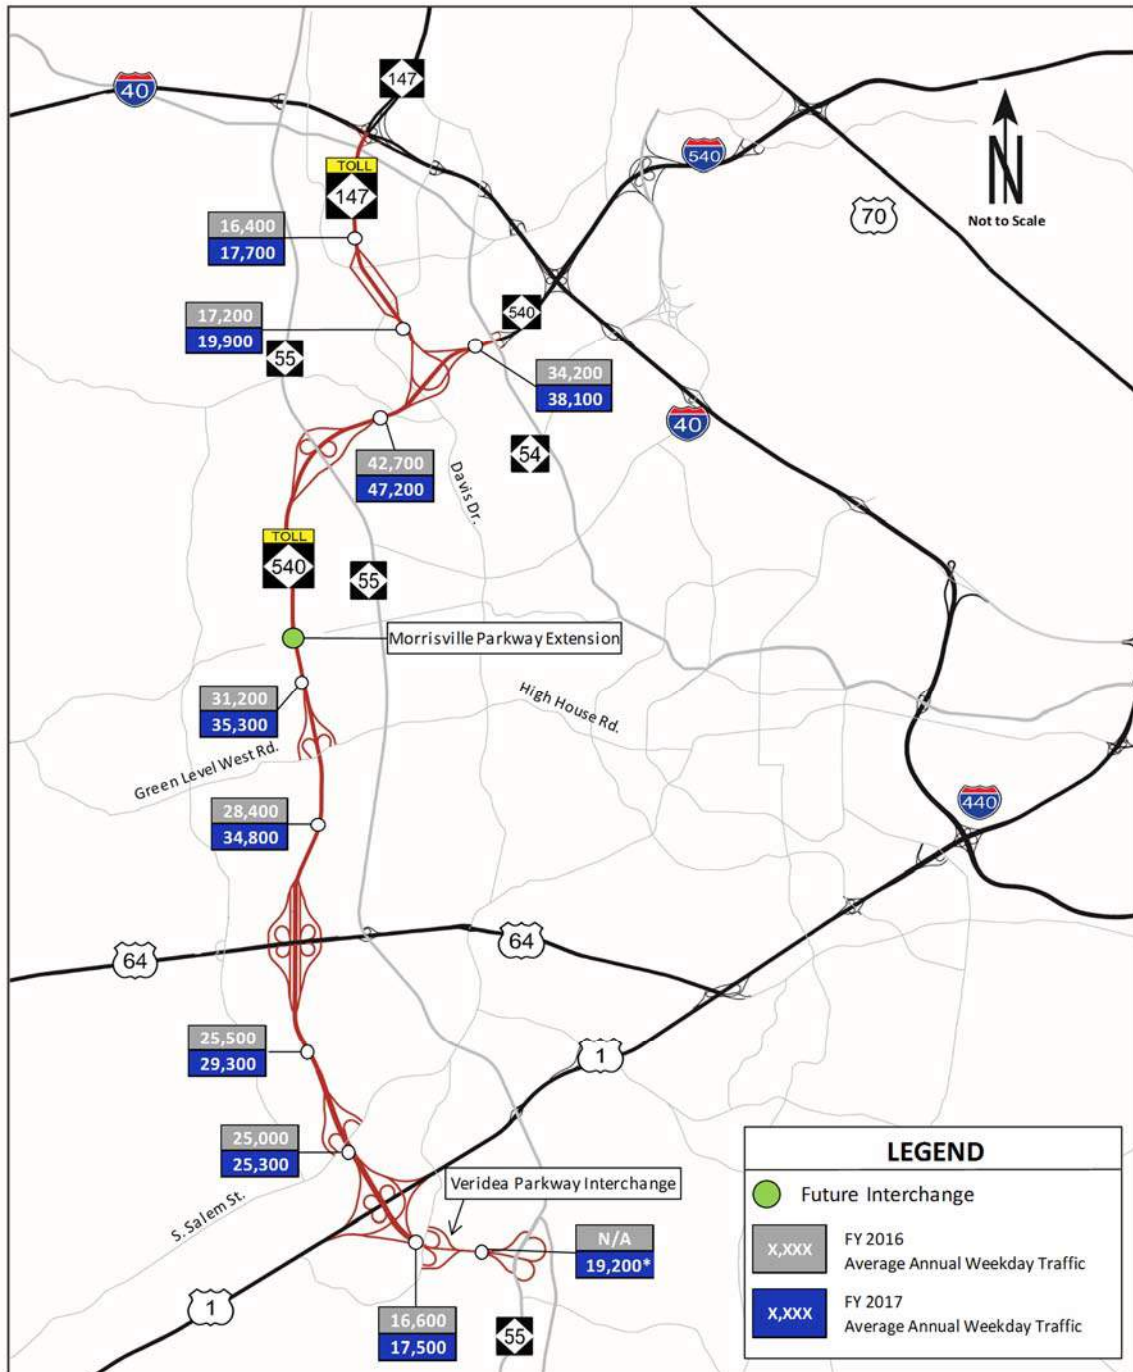 147
40
540
N
Not to Scale
TOLL
147
70
16,400
17,700
540
17,200
19,900
55
34,200
38,100
40
54
42,700
47,200
Davis Dr.
TOLL
540
55
Morrisville Parkway Extension
31,200
35,300
High House Rd.
Green Level West Rd.
28,400
34,800
440
64
64
25,500
29,300
1
25,000
25,300
Veridea Parkway Interchange
S. Salem St.
N/A
19,200*
1
16,600
17,500
55
LEGEND
Future Interchange
X,XXX
FY 2016
Average Annual Weekday Traffic
X,XXX
FY 2017
Average Annual Weekday Traffic